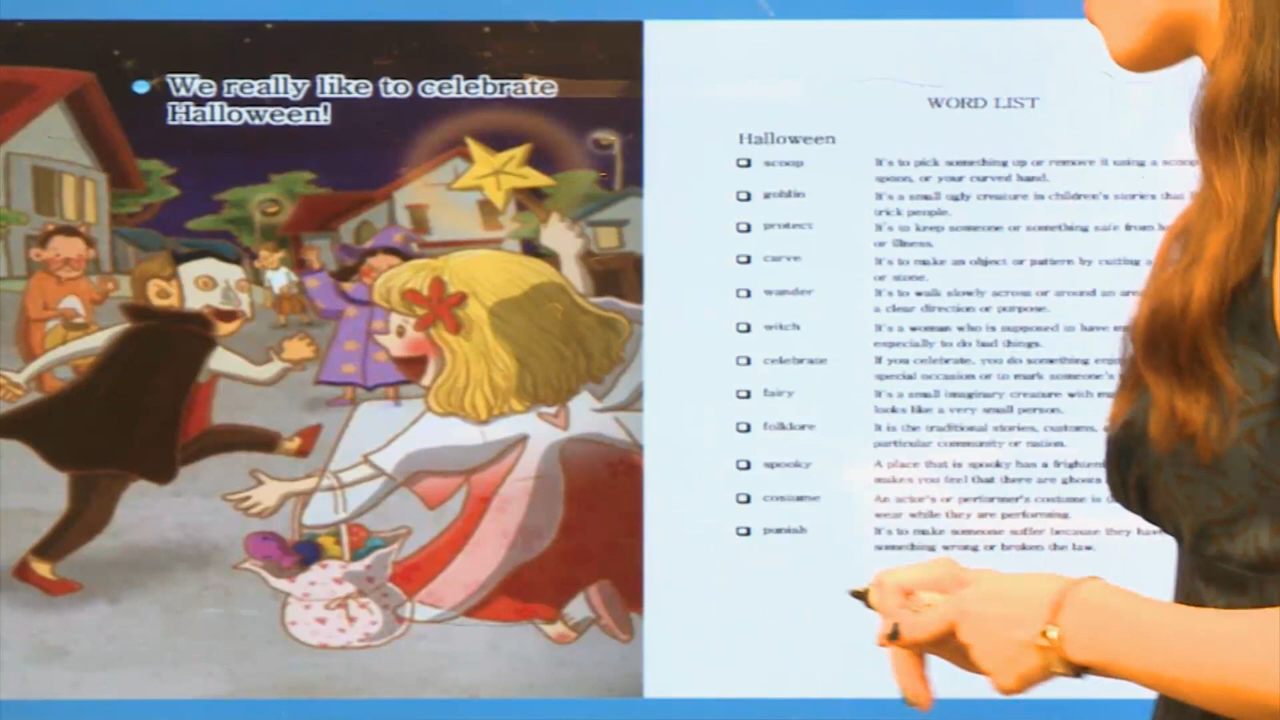 We really like to celebrate
Halloween!
WORD LIST
Halloween
scoop It's to pick something up or remove it using a scoop
spoon, or your curved hand.
goblin It's a small ugly creature in children's stories that
trick people.
protect It's to keep someone or something safe from
or illness.
carve It's to make an object or pattern by cutting a
or stone.
wander It's to walk slowly across or around an
a clear direction or purpose.
witch It's a woman who is supposed to have
especially to do bad things.
celebrate If you celebrate, you do something
special occasion or to mark someone's
fairy It's a small imaginary creature with
looks like a very small person.
folklore It is the traditional stories, customs,
particular community or nation.
spooky A place that is spooky has a
makes you feel that there are ghosts
costume An actor's or performer's costume is
wear while they are performing.
punish It's to make someone suffer because they have
something wrong or broken the law.